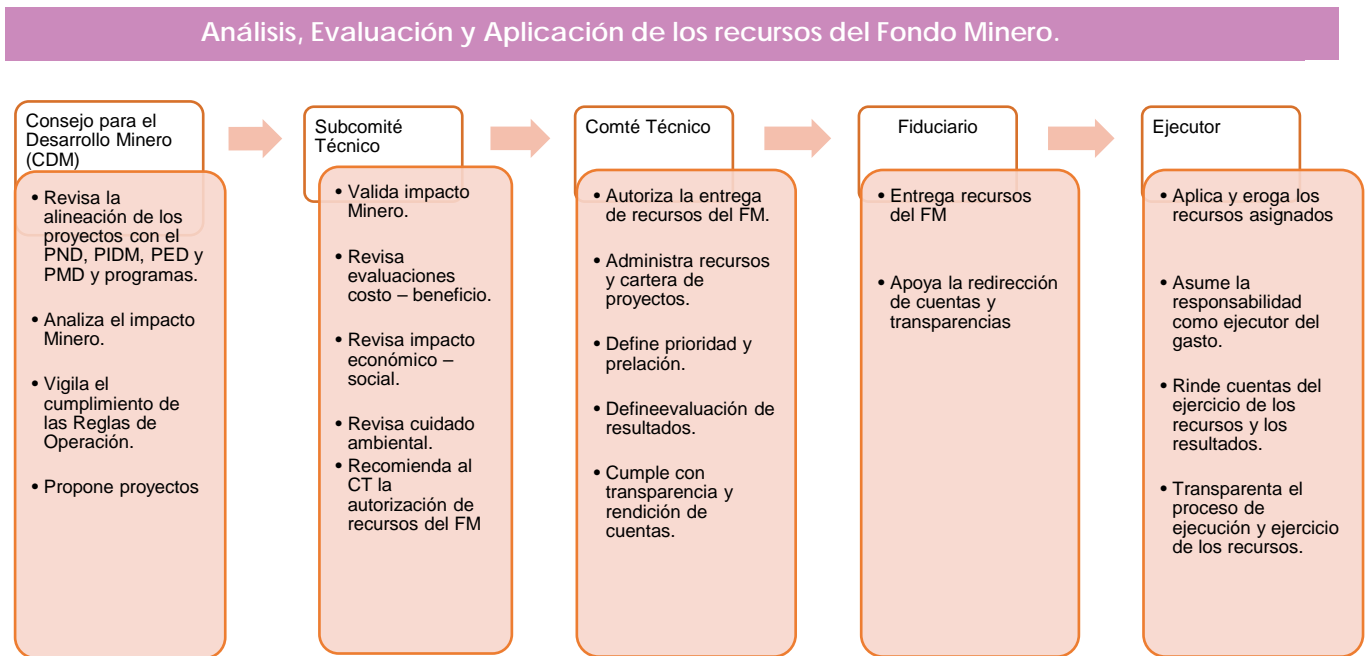 Análisis, Evaluación y Aplicación de los recursos del Fondo Minero.
Consejo para el
Desarrollo Minero
(CDM)
• Revisa la
alineación de los
proyectos con el
PND, PIDM, PED y
PMD y programas.
• Analiza el impacto
Minero.
• Vigila el
cumplimiento de
las Reglas de
Operación.
• Propone proyectos
Subcomité
Técnico
• Valida impacto
Minero.
• Revisa
evaluaciones
costo – beneficio.
• Revisa impacto
económico –
social.
• Revisa cuidado
ambiental.
• Recomienda al
CT la
autorización de
recursos del FM
Comté Técnico
• Autoriza la entrega
de recursos del FM.
• Administra recursos
y cartera de
proyectos.
• Define prioridad y
prelación.
• Defineevaluación de
resultados.
• Cumple con
transparencia y
rendición de
cuentas.
Fiduciario
• Entrega recursos
del FM
• Apoya la redirección
de cuentas y
transparencias
Ejecutor
• Aplica y eroga los
recursos asignados
• Asume la
responsabilidad
como ejecutor del
gasto.
• Rinde cuentas del
ejercicio de los
recursos y los
resultados.
• Transparenta el
proceso de
ejecución y ejercicio
de los recursos.